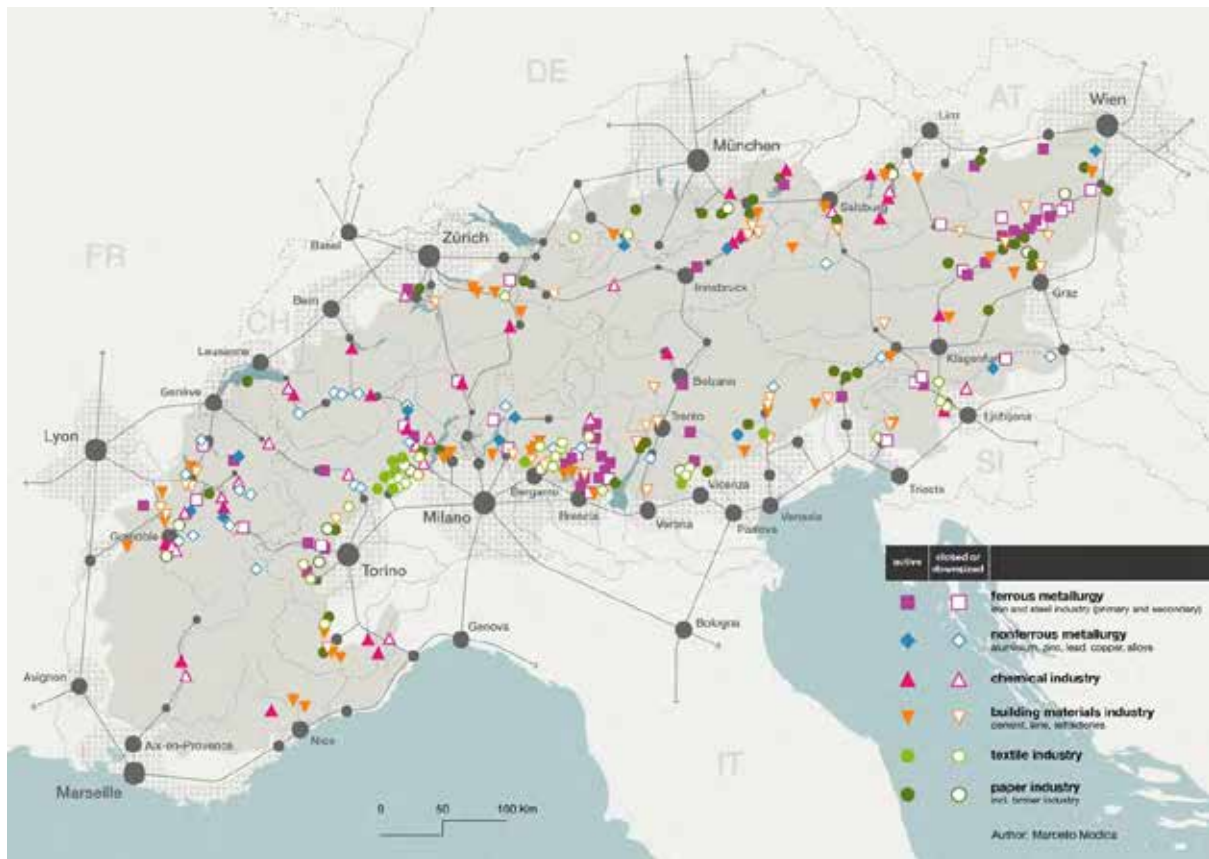 DE
AT
Wien
Linz
München
Salzburg
FR
Basel
Zürich
Innsbruck
Graz
Bern
CH
Lausanne
Klagenfurt
Genève
Bolzano
Ljubljana
Lyon
Trento
SI
Bergamo
Vicenza
Trieste
Milano
Brescia
Verona
Padova
Venezia
Grenoble
Torino
Bologna
Genova
Avignon
Aix-en-Provence
Nice
IT
Marseille
0 50 100 Km
active
closed or
downsized
ferrous metallurgy
iron and steel industry (primary and secondary)
nonferrous metallurgy
aluminum, zinc, lead, copper, alloys
chemical industry
building materials industry
cement, lime, refractories
textile industry
paper industry
incl. timber industry
Author: Marcello Modica